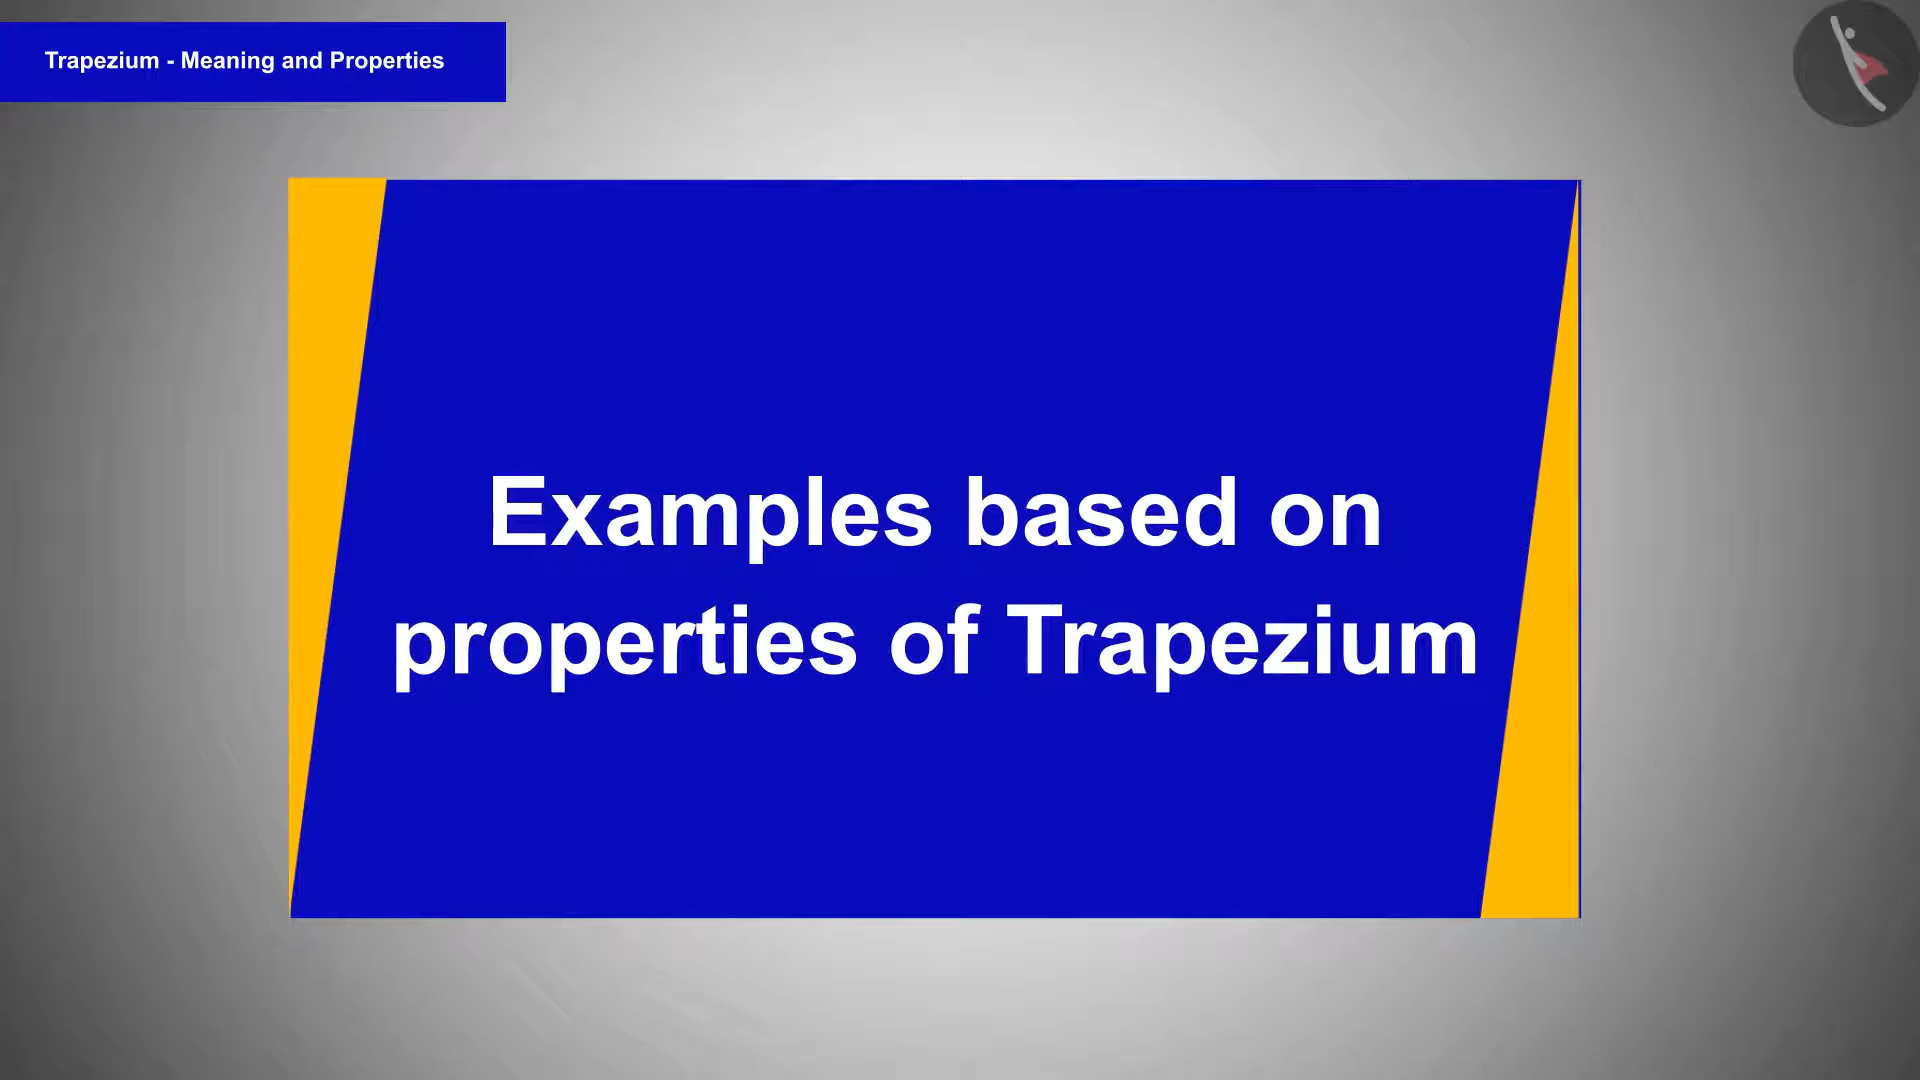 Trapezium - Meaning and Properties
Examples based on
properties of Trapezium